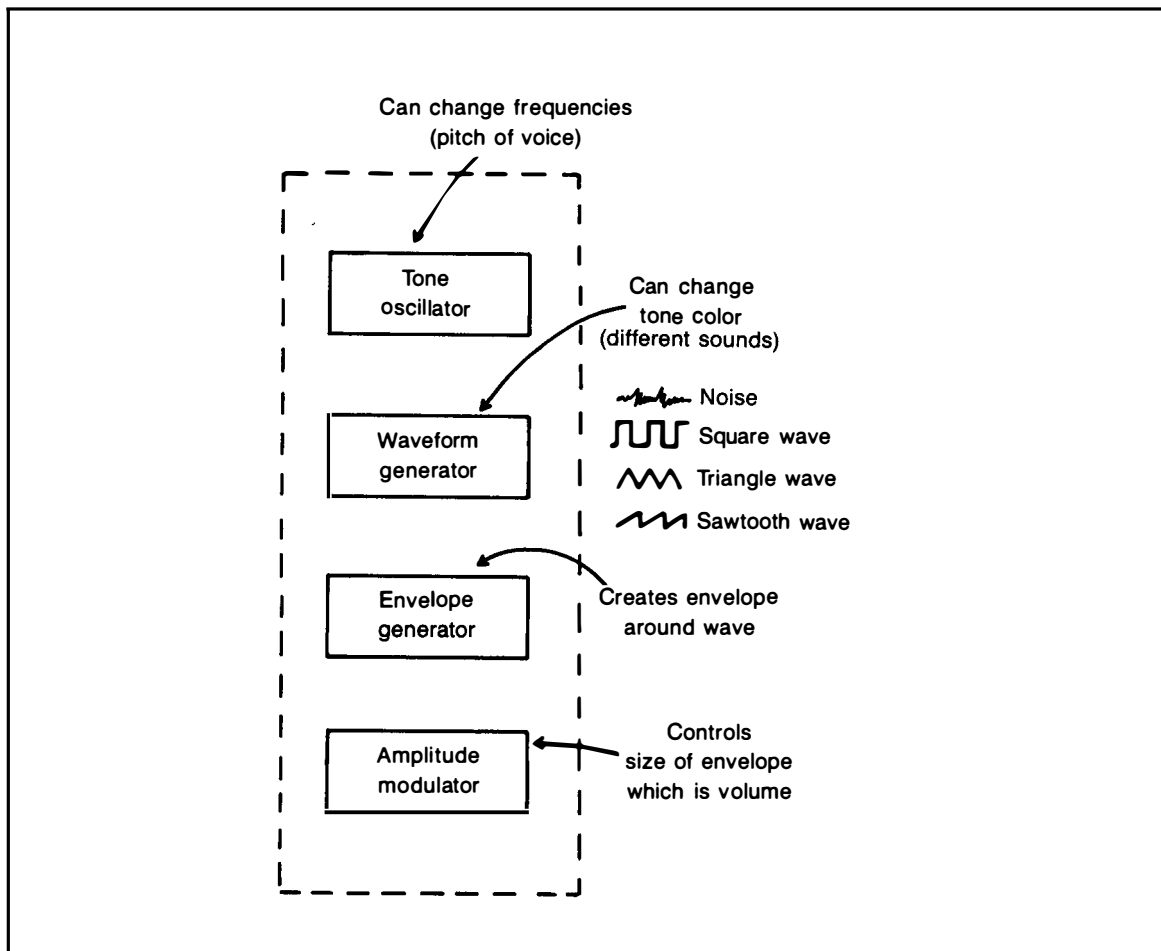 Can change frequencies
(pitch of voice)
Tone
oscillator
Can change
tone color
(different sounds)
Noise
Square wave
Triangle wave
Sawtooth wave
Waveform
generator
Envelope
generator
Creates envelope
around wave
Amplitude
modulator
Controls
size of envelope
which is volume